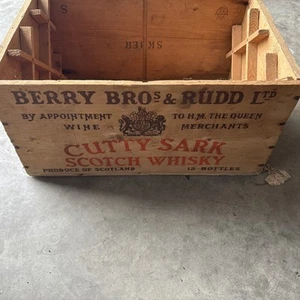 BERRY BROS & RUDD LTD
BY APPOINTMENT TO H.M. THE QUEEN
WINE MERCHANTS
CUTTY SARK
SCOTCH WHISKY
PRODUCE OF SCOTLAND 12 BOTTLES